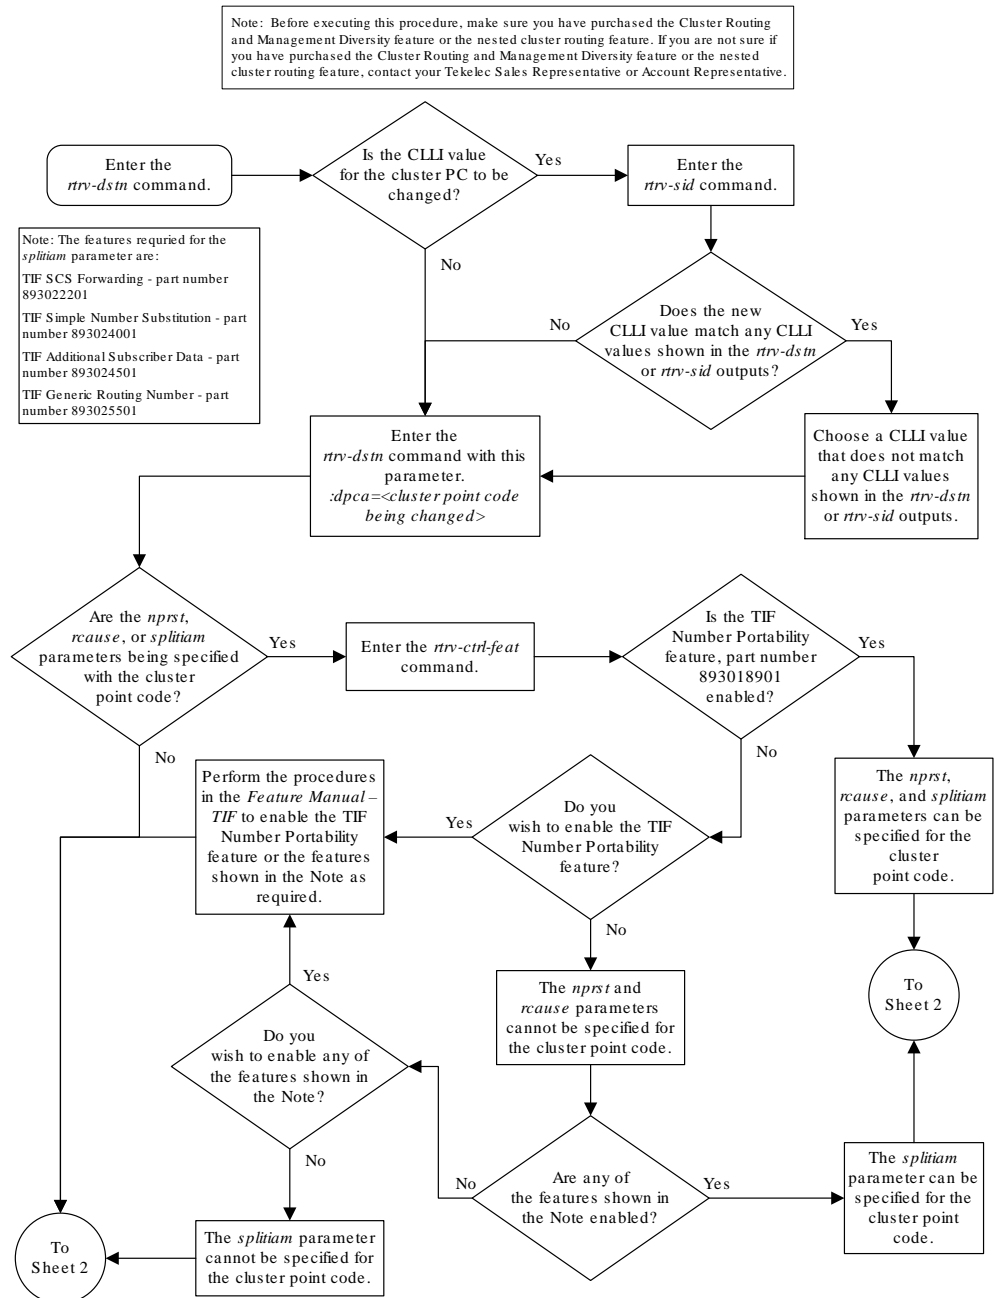 Note: Before executing this procedure, make sure you have purchased the Cluster Routing
and Management Diversity feature or the nested cluster routing feature. If you are not sure if
you have purchased the Cluster Routing and Management Diversity feature or the nested
cluster routing feature, contact your Tekelec Sales Representative or Account Representative.
Enter the
rtrv-dstn command.
Is the CLLI value
for the cluster PC to be
changed?
Yes
Enter the
rtrv-sid command.
Note: The features requried for the
splitiam parameter are:
TIF SCS Forwarding - part number
893022201
TIF Simple Number Substitution - part
number 893024001
TIF Additional Subscriber Data - part
number 893024501
TIF Generic Routing Number - part
number 893025501
No
Does the new
CLLI value match any CLLI
values shown in the rtrv-dstn
or rtrv-sid outputs?
No
Yes
Enter the
rtrv-dstn command with this
parameter.
:dpca=<cluster point code
being changed>
Choose a CLLI value
that does not match
any CLLI values
shown in the rtrv-dstn
or rtrv-sid outputs.
Are the nprst,
rcause, or splitiam
parameters being specified
with the cluster
point code?
Yes
Enter the rtrv-ctrl-feat
command.
Is the TIF
Number Portability
feature, part number
893018901
enabled?
Yes
No
No
Perform the procedures
in the Feature Manual –
TIF to enable the TIF
Number Portability
feature or the features
shown in the Note as
required.
Yes
Do you
wish to enable the TIF
Number Portability
feature?
The nprst,
rcause, and splitiam
parameters can be
specified for the
cluster
point code.
No
Yes
The nprst and
rcause parameters
cannot be specified for
the cluster point code.
To
Sheet 2
Do you
wish to enable any of
the features shown in
the Note?
No
No
Are any of
the features shown in
the Note enabled?
Yes
The splitiam
parameter can be
specified for the
cluster point
code.
To
Sheet 2
The splitiam parameter
cannot be specified for
the cluster point code.